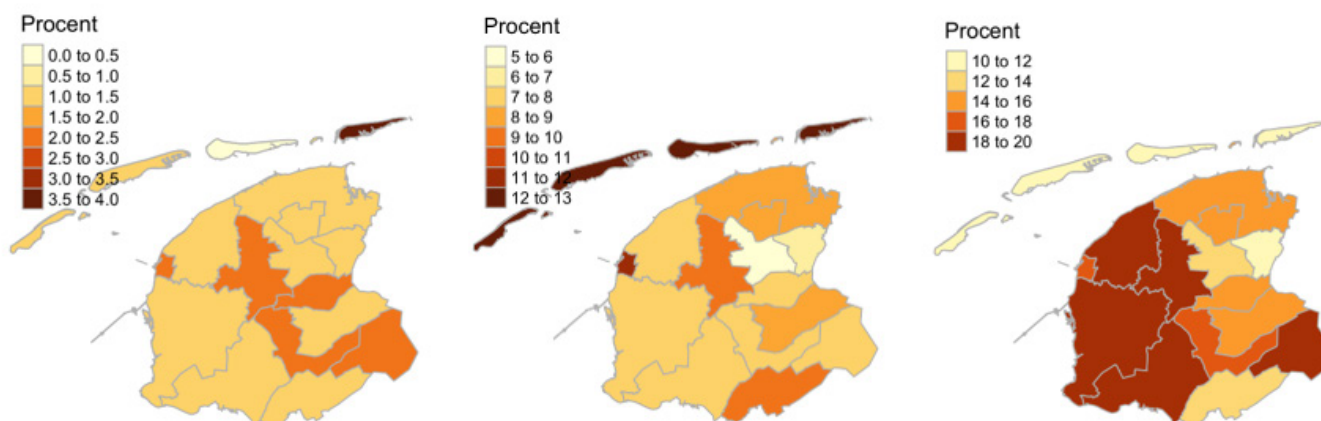 Procent
0.0 to 0.5
0.5 to 1.0
1.0 to 1.5
1.5 to 2.0
2.0 to 2.5
2.5 to 3.0
3.0 to 3.5
3.5 to 4.0
Procent
5 to 6
6 to 7
7 to 8
8 to 9
9 to 10
10 to 11
11 to 12
12 to 13
Procent
10 to 12
12 to 14
14 to 16
16 to 18
18 to 20